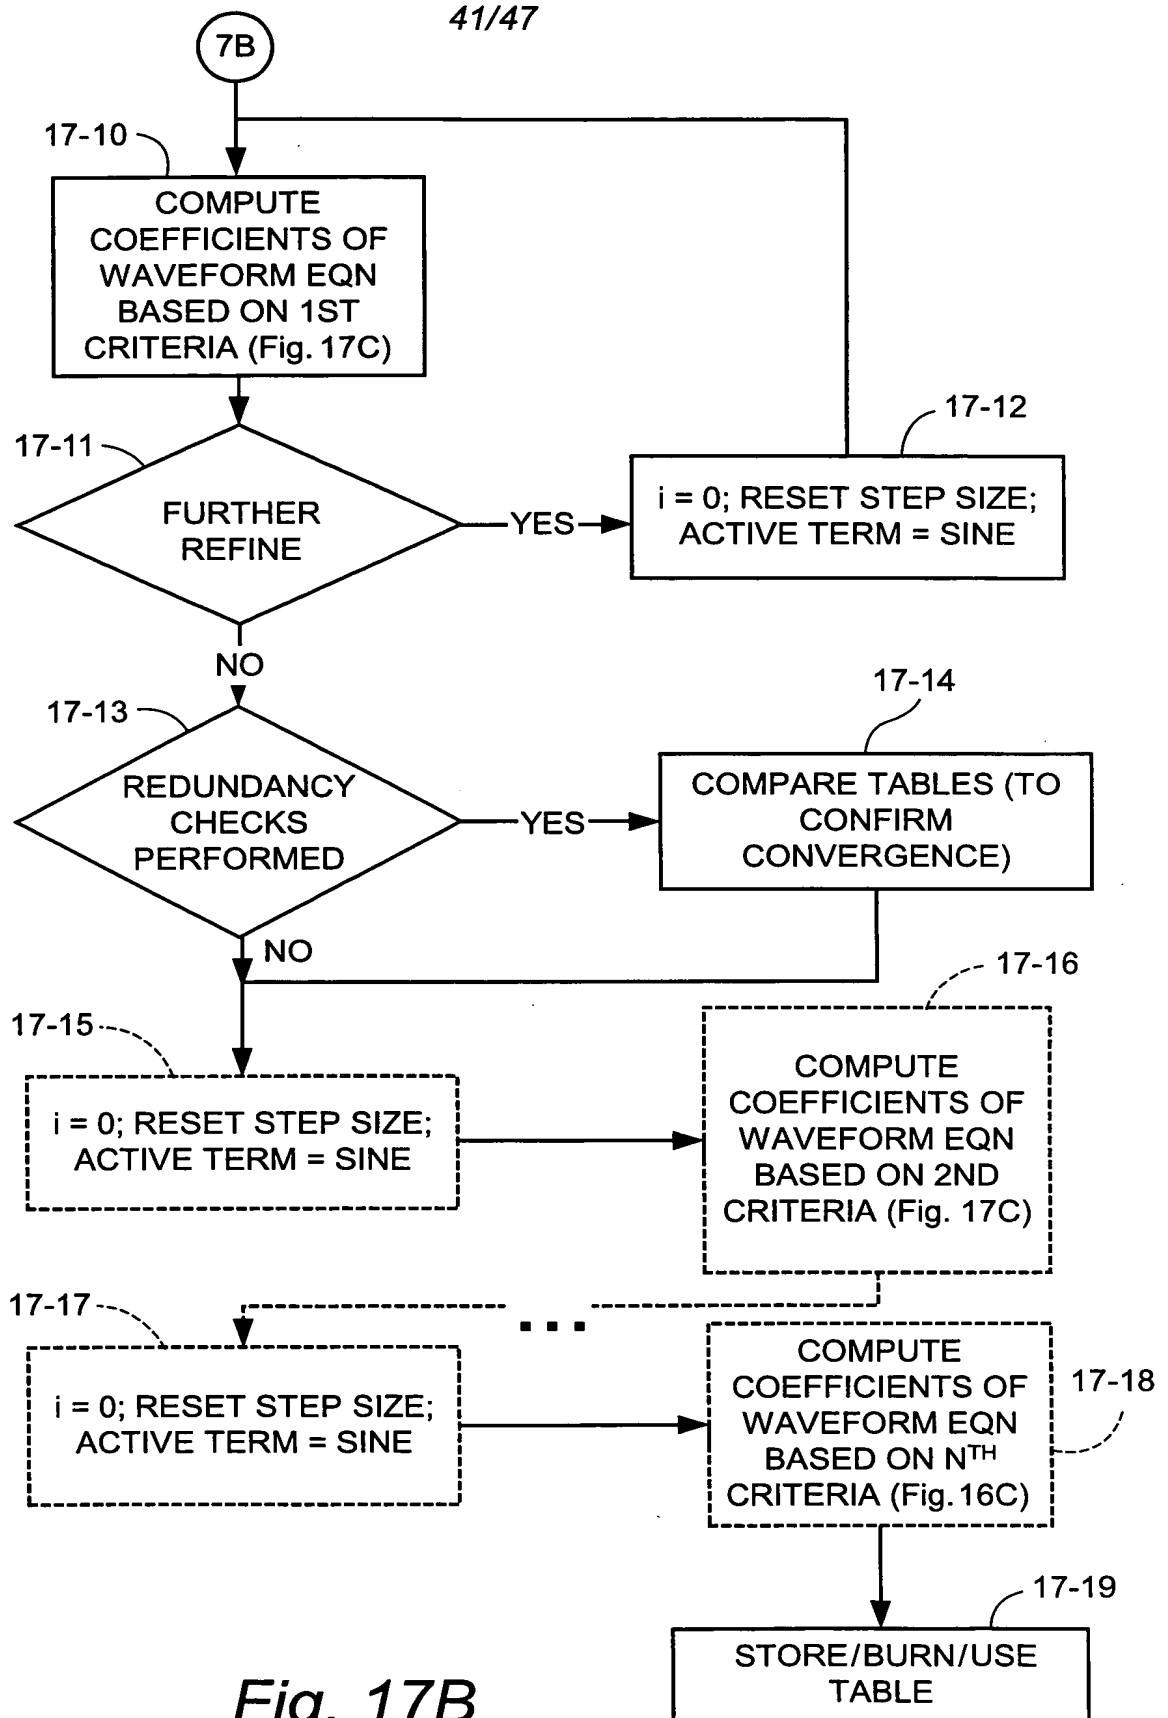 41/47
7B
17-10
COMPUTE
COEFFICIENTS OF
WAVEFORM EQN
BASED ON 1ST
CRITERIA (Fig. 17C)
17-11
FURTHER
REFINE
YES
17-12
i = 0; RESET STEP SIZE;
ACTIVE TERM = SINE
NO
17-13
REDUNDANCY
CHECKS
PERFORMED
YES
17-14
COMPARE TABLES (TO
CONFIRM
CONVERGENCE)
NO
17-15
i = 0; RESET STEP SIZE;
ACTIVE TERM = SINE
17-16
COMPUTE
COEFFICIENTS OF
WAVEFORM EQN
BASED ON 2ND
CRITERIA (Fig. 17C)
...
17-17
i = 0; RESET STEP SIZE;
ACTIVE TERM = SINE
17-18
COMPUTE
COEFFICIENTS OF
WAVEFORM EQN
BASED ON NTH
CRITERIA (Fig. 16C)
17-19
STORE/BURN/USE
TABLE
Fig. 17B